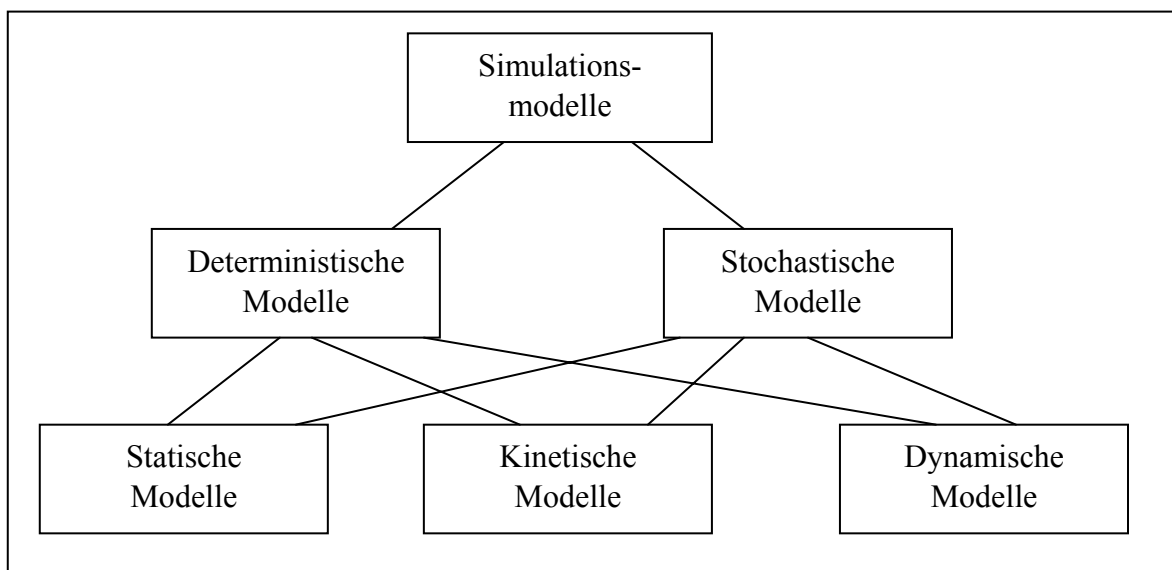 Simulations-
modelle
Deterministische
Modelle
Stochastische
Modelle
Statische
Modelle
Kinetische
Modelle
Dynamische
Modelle